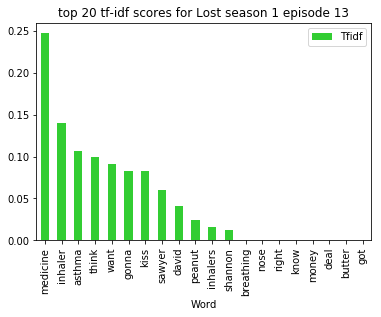 top 20 tf-idf scores for Lost season 1 episode 13
Tfidf
0.25
0.20
0.15
0.10
0.05
0.00
medicine
inhaler
asthma
think
want
gonna
kiss
sawyer
david
peanut
inhalers
shannon
breathing
nose
right
know
money
deal
butter
got
Word